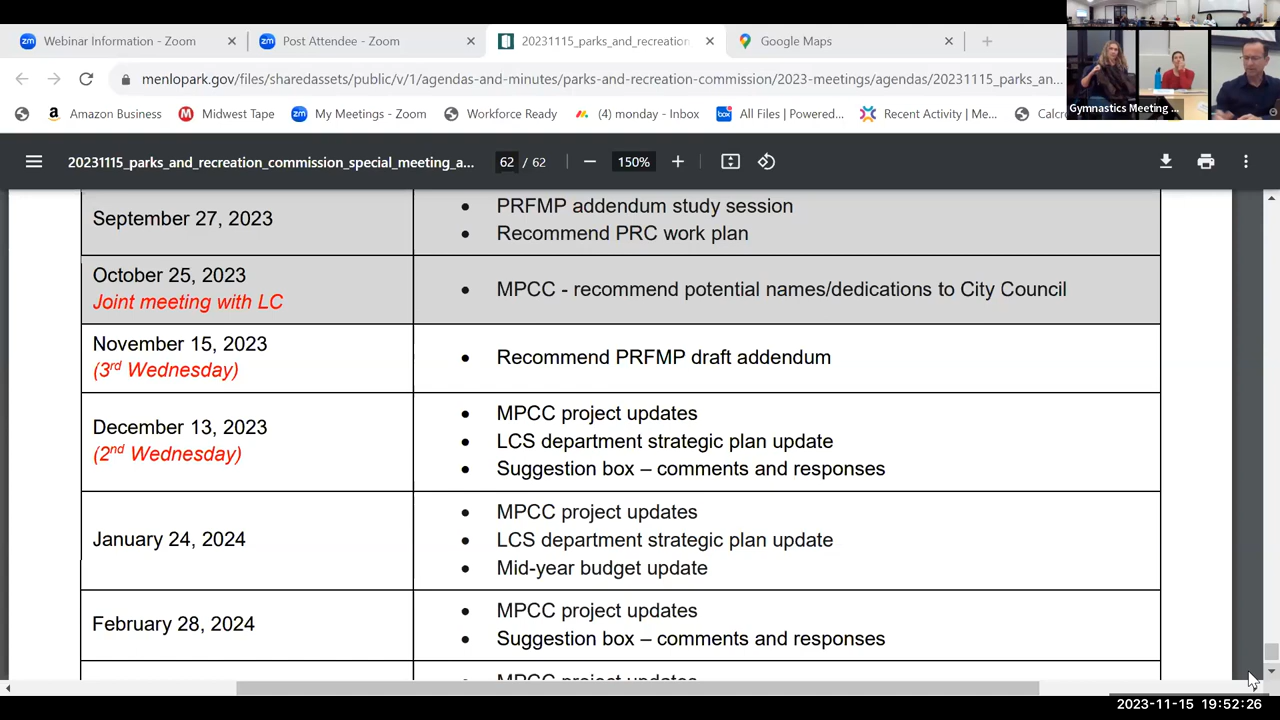 Webinar Information - Zoom
Post Attendee - Zoom
20231115_parks_and_recreation
Google Maps
menlopark.gov/files/sharedassets/public/v/1/agendas-and-minutes/parks-and-recreation-commission/2023-meetings/agendas/20231115_parks_an...
Gymnastics Meeting ...
Amazon Business
Midwest Tape
My Meetings - Zoom
Workforce Ready
(4) monday - Inbox
All Files | Powered...
Recent Activity | Me...
20231115_parks_and_recreation_commission_special_meeting_a...
62 / 62
150%
September 27, 2023
• PRFMP addendum study session
• Recommend PRC work plan
October 25, 2023
Joint meeting with LC
• MPCC - recommend potential names/dedications to City Council
November 15, 2023
(3rd Wednesday)
• Recommend PRFMP draft addendum
December 13, 2023
(2nd Wednesday)
• MPCC project updates
• LCS department strategic plan update
• Suggestion box – comments and responses
January 24, 2024
• MPCC project updates
• LCS department strategic plan update
• Mid-year budget update
February 28, 2024
• MPCC project updates
• Suggestion box – comments and responses
• MPCC project updates
2023-11-15 19:52:26